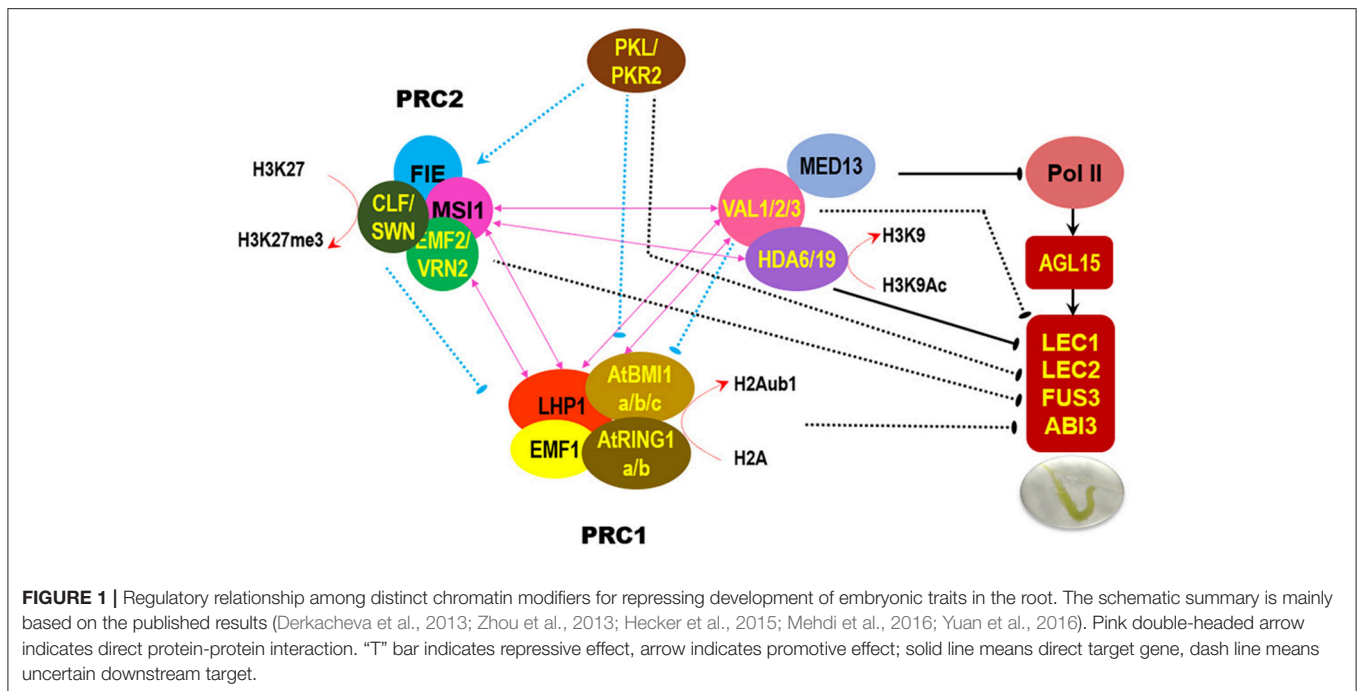 PKL/
PKR2
PRC2
H3K27
FIE
CLF/
SWN
MSI1
EMF2/
VRN2
H3K27me3
MED13
VAL1/2/3
HDA6/19
H3K9
H3K9Ac
Pol II
AGL15
LEC1
LEC2
FUS3
ABI3
LHP1
AtBMI1
a/b/c
EMF1
AtRING1
a/b
H2Aub1
H2A
PRC1
FIGURE 1 | Regulatory relationship among distinct chromatin modifiers for repressing development of embryonic traits in the root. The schematic summary is mainly
based on the published results (Derkacheva et al., 2013; Zhou et al., 2013; Hecker et al., 2015; Mehdi et al., 2016; Yuan et al., 2016). Pink double-headed arrow
indicates direct protein-protein interaction. “T” bar indicates repressive effect, arrow indicates promotive effect; solid line means direct target gene, dash line means
uncertain downstream target.